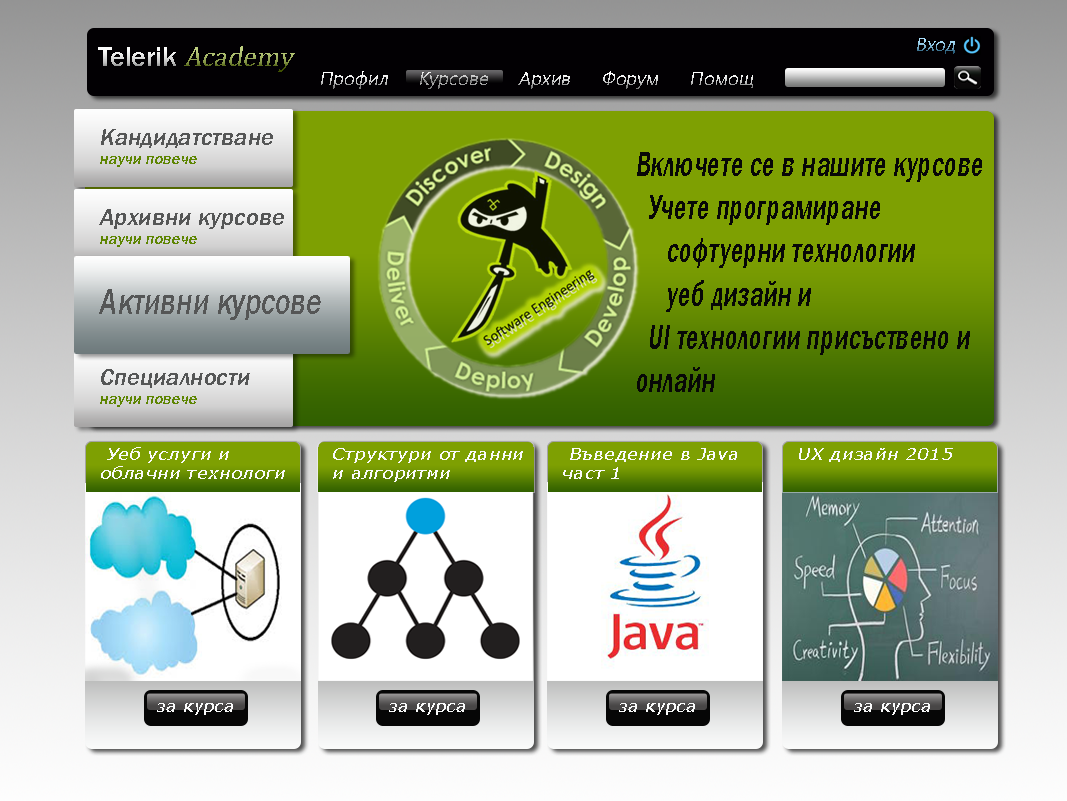 Telerik Academy
Вход
Профил Курсове Архив Форум Помощ
Кандидатстване
научи повече
Архивни курсове
научи повече
Активни курсове
Специалности
научи повече
Discover
Design
Develop
Deploy
Deliver
Software Engineering
Включете се в нашите курсове
Учете програмиране
софтуерни технологии
уеб дизайн и
UI технологии присъствено и
онлайн
Уеб услуги и
облачни технологи
за курса
Структури от данни
и алгоритми
за курса
Въведение в Java
част 1
Java™
за курса
UX дизайн 2015
Memory
Attention
Speed
Focus
Creativity
Flexibility
за курса